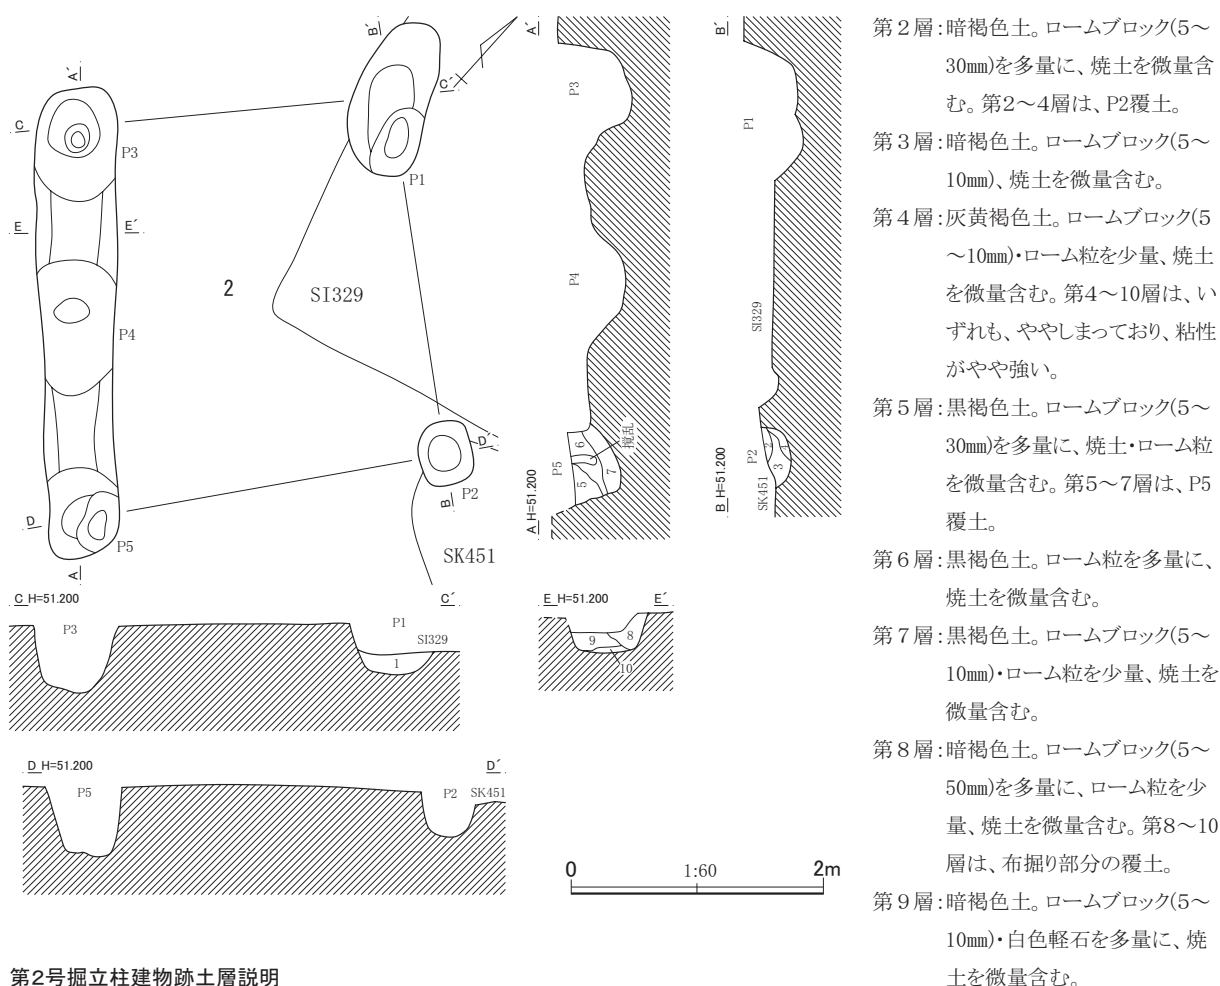 A´
B´
C
C´
P3
P1
E
E´
2
SI329
P4
D´
P2
B
D
P5
A
SK451
A´
P3
P4
撹乱
6
5
7
P5
A H=51.200
B´
P1
SI329
P2
3
SK451
B H=51.200
C H=51.200
C´
P3
P1
SI329
1
E H=51.200
E´
9
8
10
D H=51.200
D´
P5
P2
SK451
0
1:60
2m
第2号掘立柱建物跡土層説明
第２層:暗褐色土。ロームブロック(5～
30㎜)を多量に、焼土を微量含
む。第2～4層は、P2覆土。
第３層:暗褐色土。ロームブロック(5～
10㎜)、焼土を微量含む。
第４層:灰黄褐色土。ロームブロック(5
～10㎜)・ローム粒を少量、焼土
を微量含む。第4～10層は、い
ずれも、ややしまっており、粘性
がやや強い。
第５層:黒褐色土。ロームブロック(5～
30㎜)を多量に、焼土・ローム粒
を微量含む。第5～7層は、P5
覆土。
第６層:黒褐色土。ローム粒を多量に、
焼土を微量含む。
第７層:黒褐色土。ロームブロック(5～
10㎜)・ローム粒を少量、焼土を
微量含む。
第８層:暗褐色土。ロームブロック(5～
50㎜)を多量に、ローム粒を少
量、焼土を微量含む。第8～10
層は、布掘り部分の覆土。
第９層:暗褐色土。ロームブロック(5～
10㎜)・白色軽石を多量に、焼
土を微量含む。